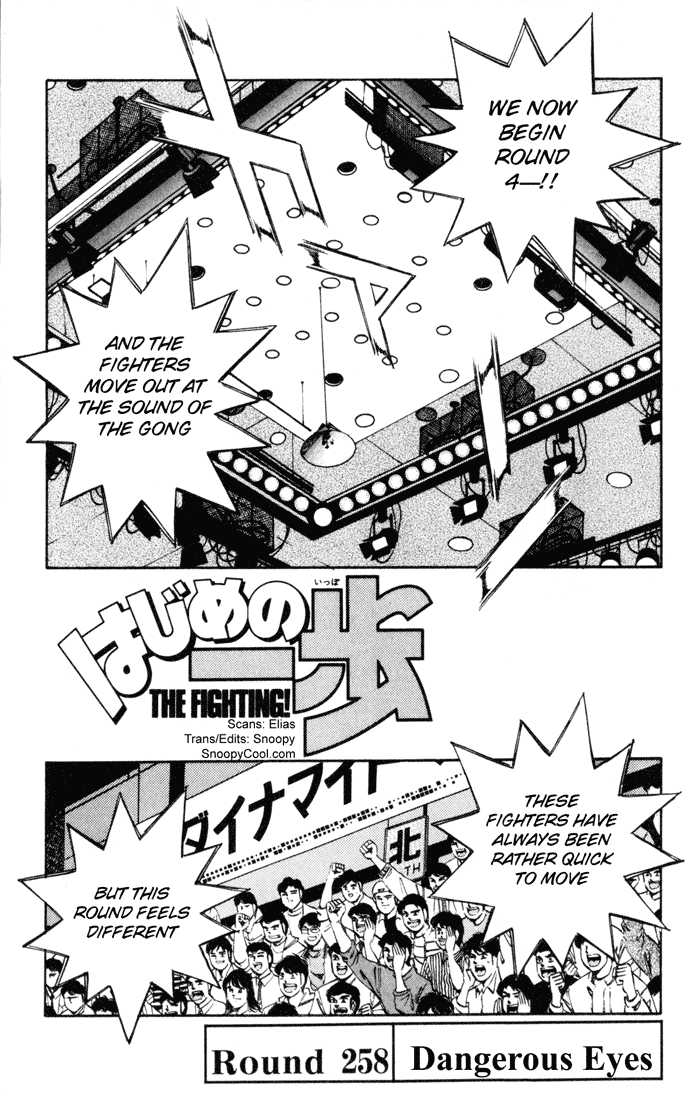 WE NOW
BEGIN
ROUND
4—!!
AND THE
FIGHTERS
MOVE OUT AT
THE SOUND OF
THE GONG
はじめの
いっぽ
一歩
THE FIGHTING!
Scans: Elias
Trans/Edits: Snoopy
SnoopyCool.com
THESE
FIGHTERS HAVE
ALWAYS BEEN
RATHER QUICK
TO MOVE
BUT THIS
ROUND FEELS
DIFFERENT
ダイナマイト
北
TH
Round 258
Dangerous Eyes